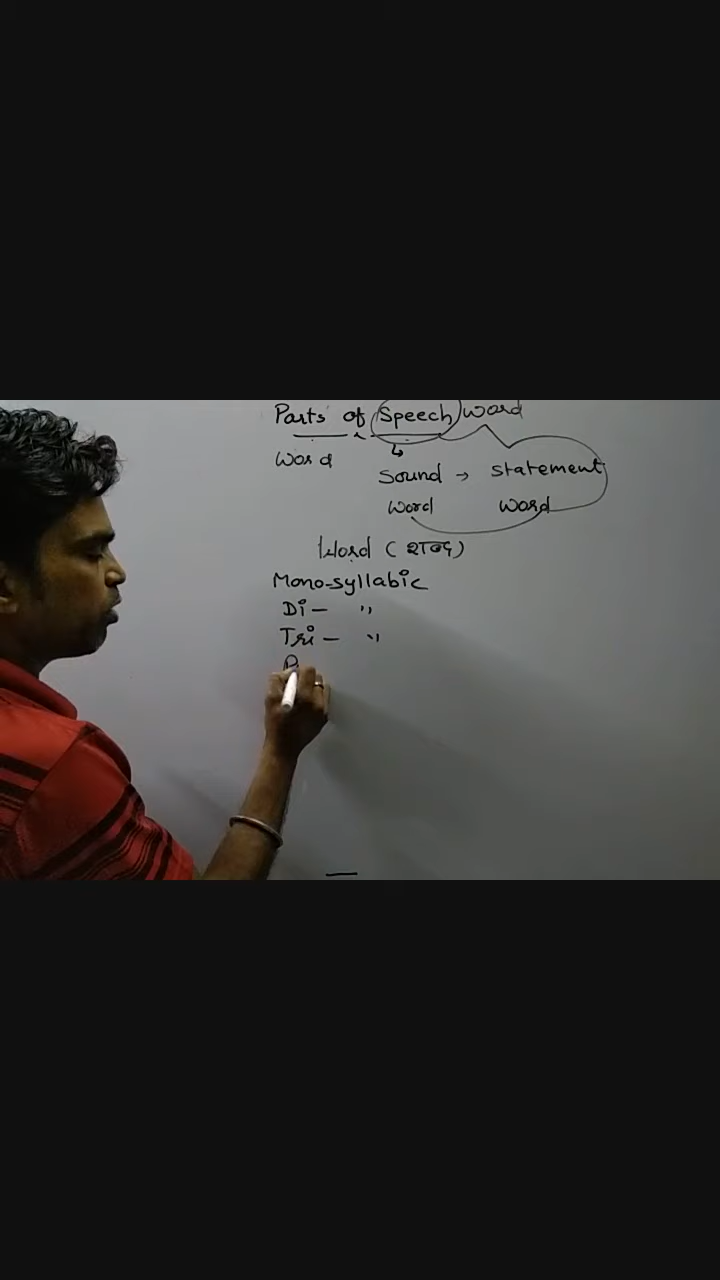 Parts of Speech word
word
Sound → statement
word word
Word (शब्द)
Mono-syllabic
Di – "
Tri – "
P